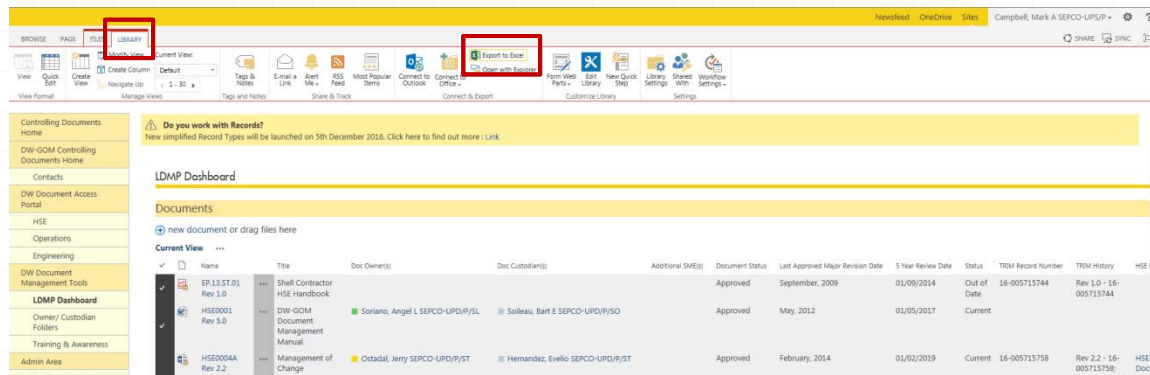 Newsfeed OneDrive Sites Campbell, Mark A SEPCO-UPS/P ?
BROWSE PAGE FILES LIBRARY SHARE SYNC
View Quick Edit Create View Modify View Current View:
Create Column Default
Navigate Up 1 - 30
Tags & Notes E-mail a Link Alert Me RSS Feed Most Popular Items Connect to Outlook Connect to Office Export to Excel
Open with Explorer
Form Web Parts Edit Library New Quick Step Library Settings Shared With Workflow Settings
View Format Manage Views Tags and Notes Share & Track Connect & Export Customize Library Settings
Controlling Documents Home
DW-GOM Controlling Documents Home
Contacts
DW Document Access Portal
HSE
Operations
Engineering
DW Document Management Tools
LDMP Dashboard
Owner/ Custodian Folders
Training & Awareness
Admin Area
Do you work with Records?
New simplified Record Types will be launched on 5th December 2016. Click here to find out more : Link
LDMP Dashboard
Documents
new document or drag files here
Current View ...
Name Title Doc Owner(s) Doc Custodian(s) Additional SME(s) Document Status Last Approved Major Revision Date 5 Year Review Date Status TRIM Record Number TRIM History HSE
EP.13.ST.01 Rev 1.0 ... Shell Contractor HSE Handbook Approved September, 2009 01/09/2014 Out of Date 16-005715744 Rev 1.0 - 16-005715744
HSE0001 Rev 5.0 ... DW-GOM Document Management Manual Soriano, Angel L SEPCO-UPD/P/SL Soileau, Bart E SEPCO-UPD/P/SO Approved May, 2012 01/05/2017 Current
HSE0004A Rev 2.2 ... Management of Change Ostadal, Jerry SEPCO-UPD/P/ST Hernandez, Evelio SEPCO-UPD/P/ST Approved February, 2014 01/02/2019 Current 16-005715758 Rev 2.2 - 16-005715758; HSE Doc